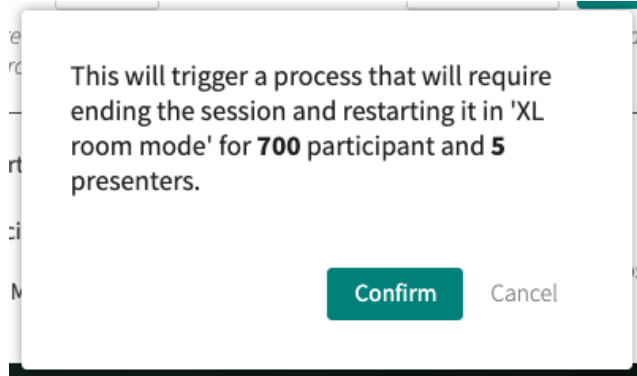 This will trigger a process that will require
ending the session and restarting it in 'XL
room mode' for 700 participant and 5
presenters.
Confirm Cancel